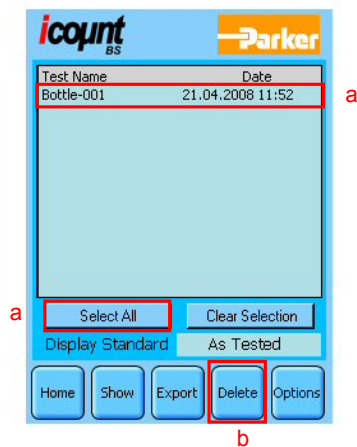 icount Parker
BS
Test Name Date
Bottle-001 21.04.2008 11:52
a
a
Select All Clear Selection
Display Standard As Tested
Home Show Export Delete Options
b